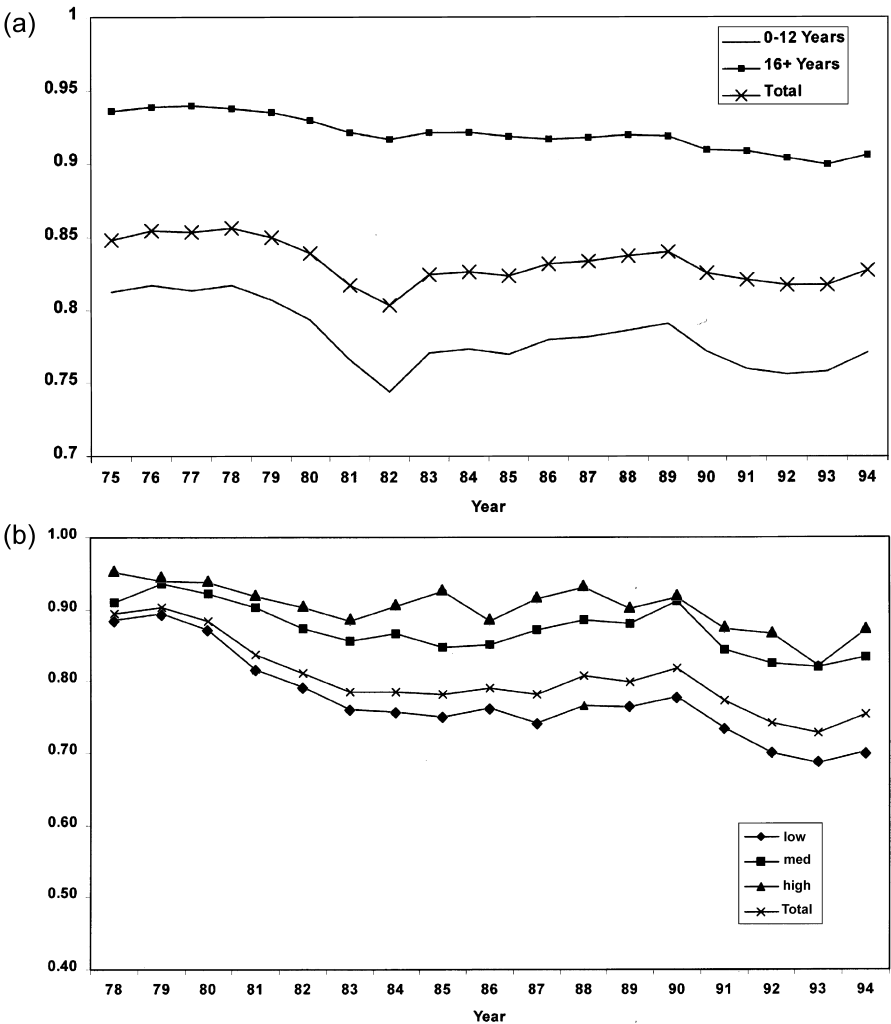 (a)
1
0.95
0.9
0.85
0.8
0.75
0.7
0-12 Years
16+ Years
Total
75 76 77 78 79 80 81 82 83 84 85 86 87 88 89 90 91 92 93 94
Year
(b)
1.00
0.90
0.80
0.70
0.60
0.50
0.40
low
med
high
Total
78 79 80 81 82 83 84 85 86 87 88 89 90 91 92 93 94
Year